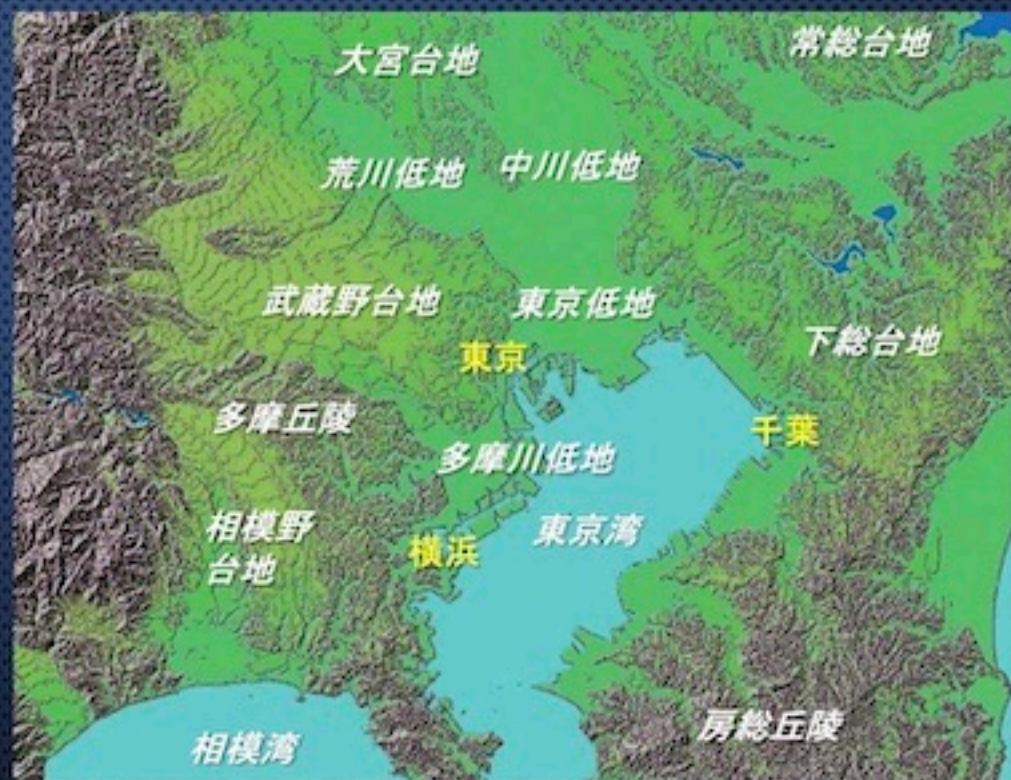 大宮台地
常総台地
荒川低地
中川低地
武蔵野台地
東京低地
下総台地
東京
多摩丘陵
千葉
多摩川低地
相模野
台地
横浜
東京湾
房総丘陵
相模湾